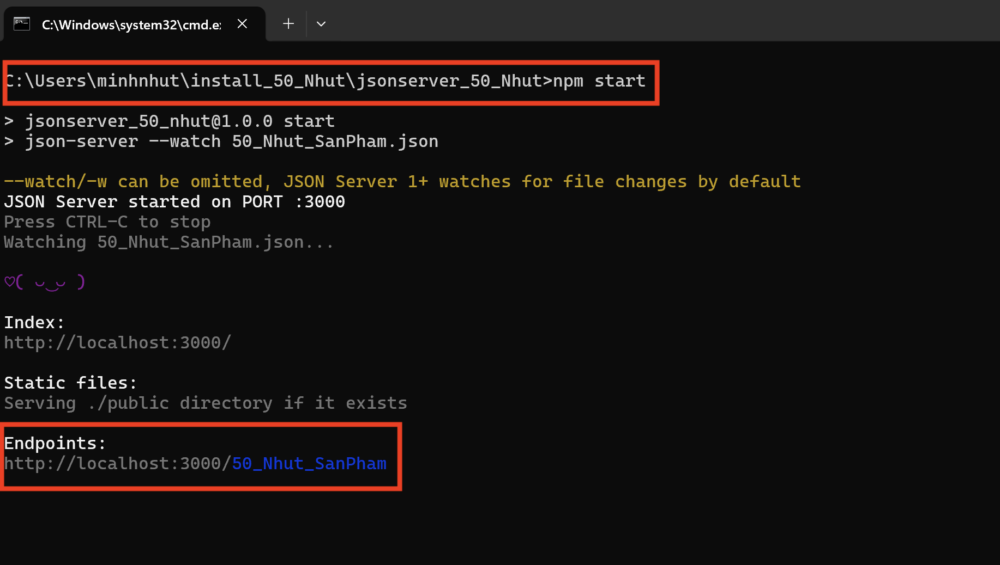 C:\Windows\system32\cmd.e
C:\Users\minhnhut\install_50_Nhut\jsonserver_50_Nhut>npm start
> jsonserver_50_nhut@1.0.0 start
> json-server --watch 50_Nhut_SanPham.json
--watch/-w can be omitted, JSON Server 1+ watches for file changes by default
JSON Server started on PORT :3000
Press CTRL-C to stop
Watching 50_Nhut_SanPham.json...
♡( ◡‿◡ )
Index:
http://localhost:3000/
Static files:
Serving ./public directory if it exists
Endpoints:
http://localhost:3000/50_Nhut_SanPham